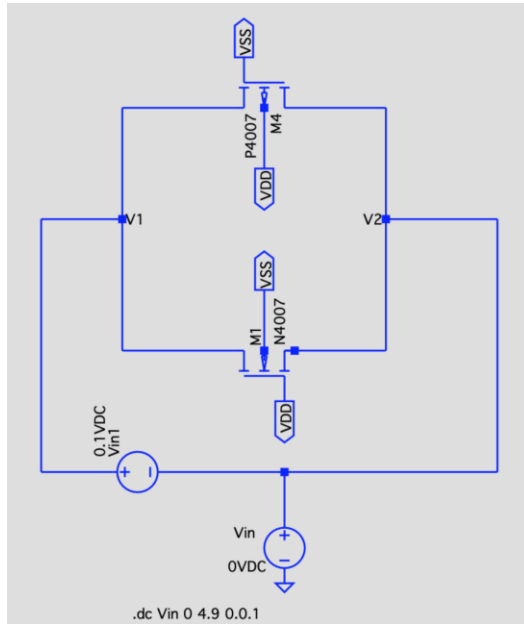 VSS
P4007
M4
VDD
V1
V2
VSS
M1
N4007
VDD
0.1VDC
Vin1
+
−
Vin
+
−
0VDC
.dc Vin 0 4.9 0.0.1